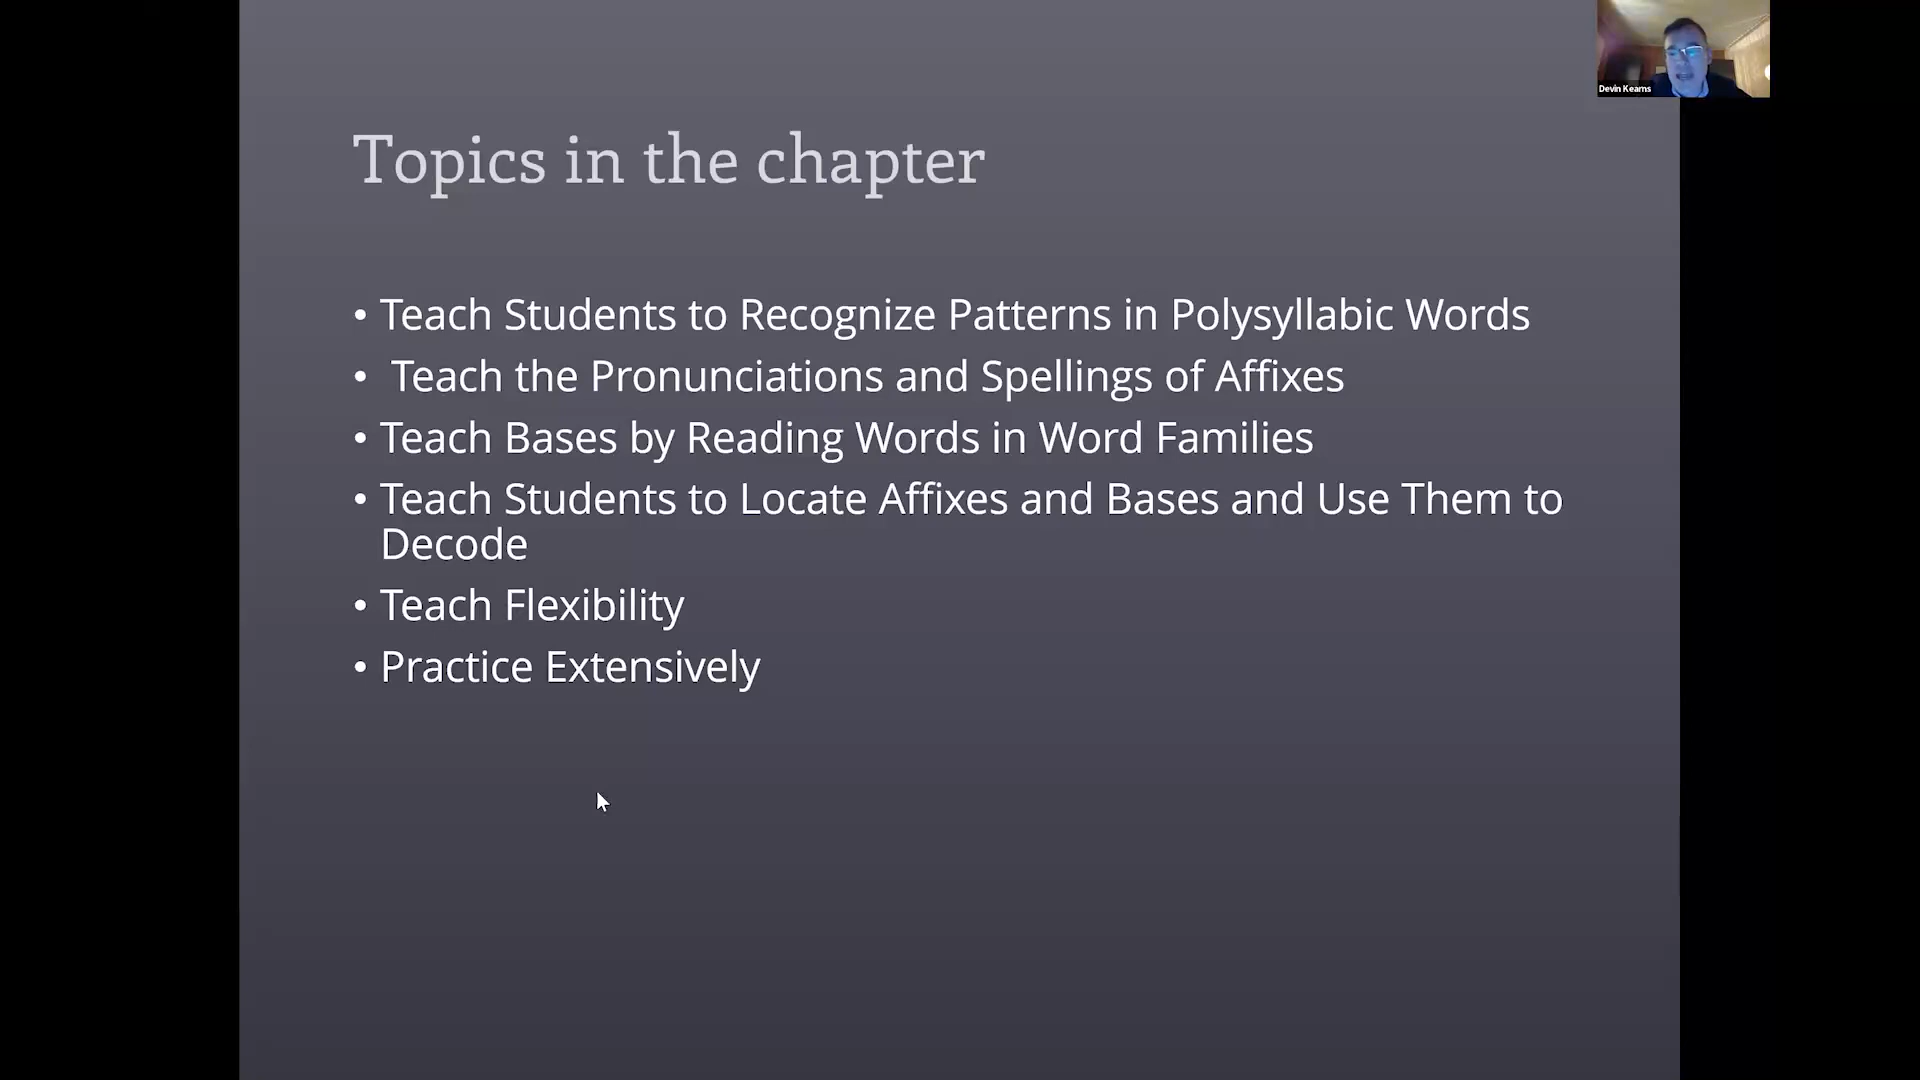 Devin Kearns
Topics in the chapter
• Teach Students to Recognize Patterns in Polysyllabic Words
• Teach the Pronunciations and Spellings of Affixes
• Teach Bases by Reading Words in Word Families
• Teach Students to Locate Affixes and Bases and Use Them to
Decode
• Teach Flexibility
• Practice Extensively